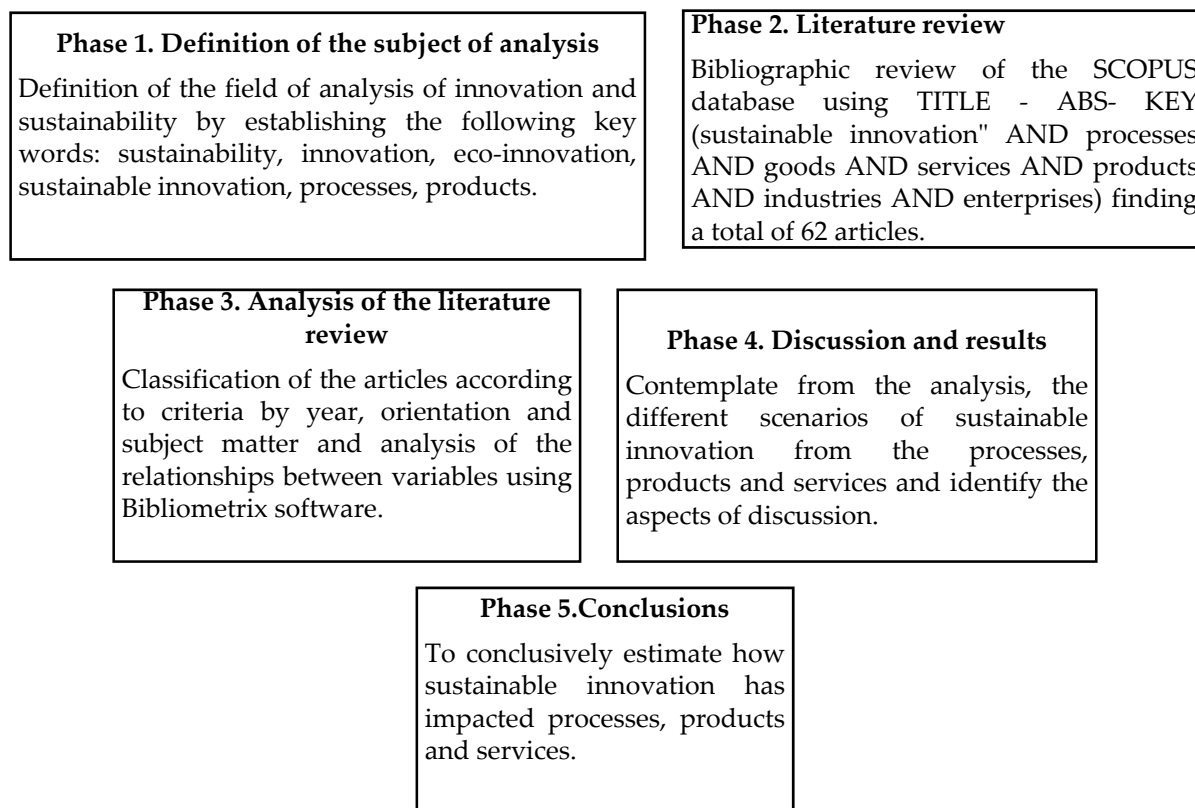 Phase 1. Definition of the subject of analysis
Definition of the field of analysis of innovation and
sustainability by establishing the following key
words: sustainability, innovation, eco-innovation,
sustainable innovation, processes, products.
Phase 2. Literature review
Bibliographic review of the SCOPUS
database using TITLE - ABS- KEY
(sustainable innovation" AND processes
AND goods AND services AND products
AND industries AND enterprises) finding
a total of 62 articles.
Phase 3. Analysis of the literature
review
Classification of the articles according
to criteria by year, orientation and
subject matter and analysis of the
relationships between variables using
Bibliometrix software.
Phase 4. Discussion and results
Contemplate from the analysis, the
different scenarios of sustainable
innovation from the processes,
products and services and identify the
aspects of discussion.
Phase 5.Conclusions
To conclusively estimate how
sustainable innovation has
impacted processes, products
and services.